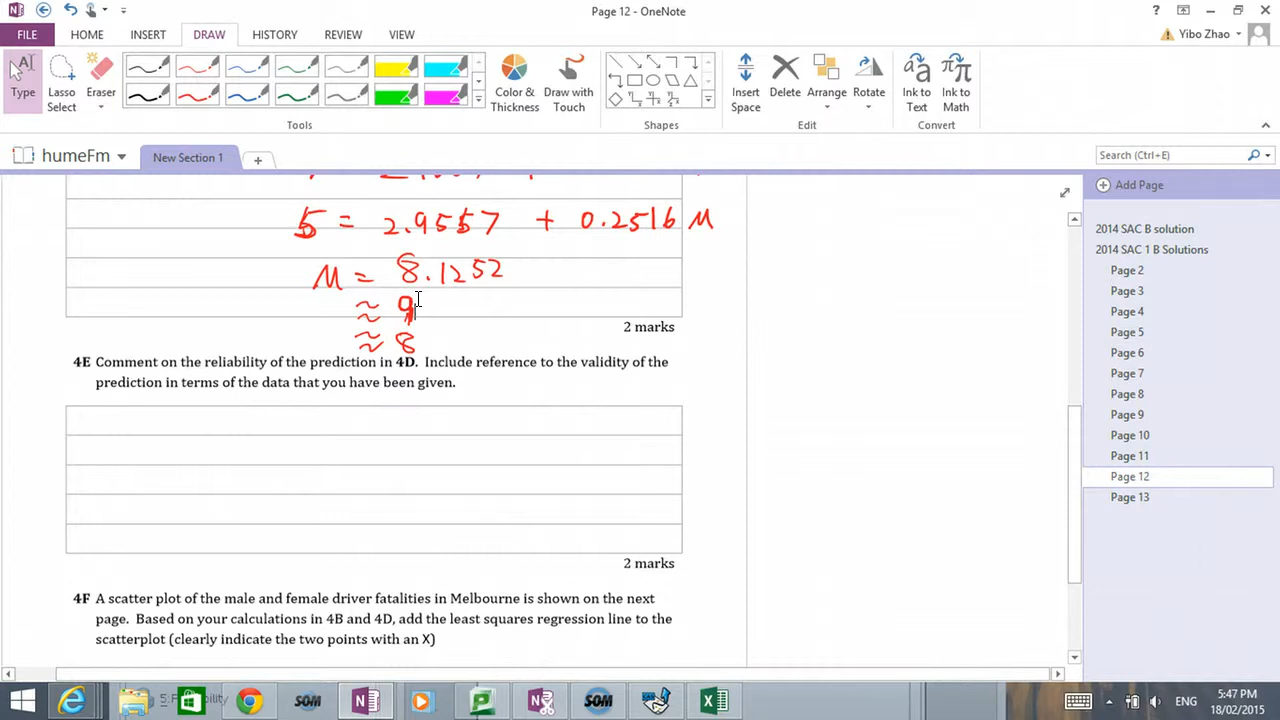 Page 12 - OneNote
Yibo Zhao
FILE HOME INSERT DRAW HISTORY REVIEW VIEW
Type
Lasso Select
Eraser
Color & Thickness
Draw with Touch
Insert Space
Delete
Arrange
Rotate
Ink to Text
Ink to Math
Tools
Shapes
Edit
Convert
humeFm
New Section 1
Search (Ctrl+E)
Add Page
2014 SAC B solution
2014 SAC 1 B Solutions
Page 2
Page 3
Page 4
Page 5
Page 6
Page 7
Page 8
Page 9
Page 10
Page 11
Page 12
Page 13
5 = 2.9557 + 0.2516 M
M = 8.1252
≈ 9
≈ 8
2 marks
4E Comment on the reliability of the prediction in 4D. Include reference to the validity of the
prediction in terms of the data that you have been given.
2 marks
4F A scatter plot of the male and female driver fatalities in Melbourne is shown on the next
page. Based on your calculations in 4B and 4D, add the least squares regression line to the
scatterplot (clearly indicate the two points with an X)
SOM
SOM
ENG
5:47 PM
18/02/2015